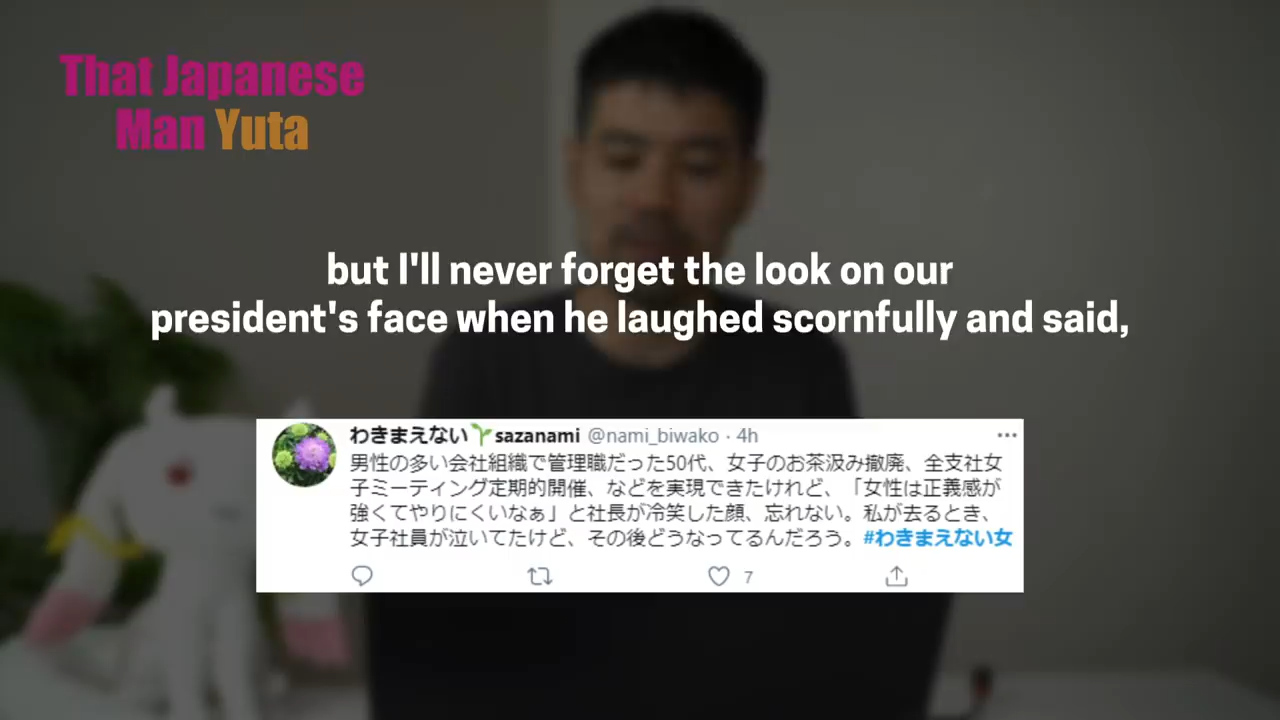 That Japanese
Man Yuta
but I'll never forget the look on our
president's face when he laughed scornfully and said,
わきまえない🌱sazanami @nami_biwako · 4h
男性の多い会社組織で管理職だった50代、女子のお茶汲み撤廃、全支社女
子ミーティング定期的開催、などを実現できたけれど、「女性は正義感が
強くてやりにくいなぁ」と社長が冷笑した顔、忘れない。私が去るとき、
女子社員が泣いてたけど、その後どうなってるんだろう。#わきまえない女
7